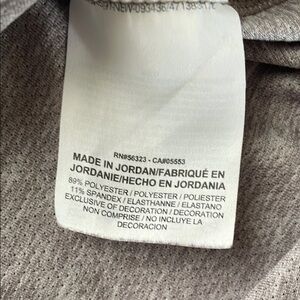 RN#56323 - CA#05553
MADE IN JORDAN/FABRIQUÉ EN
JORDANIE/HECHO EN JORDANIA
89% POLYESTER / POLYESTER / POLIESTER
11% SPANDEX / ELASTHANNE / ELASTANO
EXCLUSIVE OF DECORATION / DECORATION
NON COMPRISE / NO INCLUYE LA
DECORACION